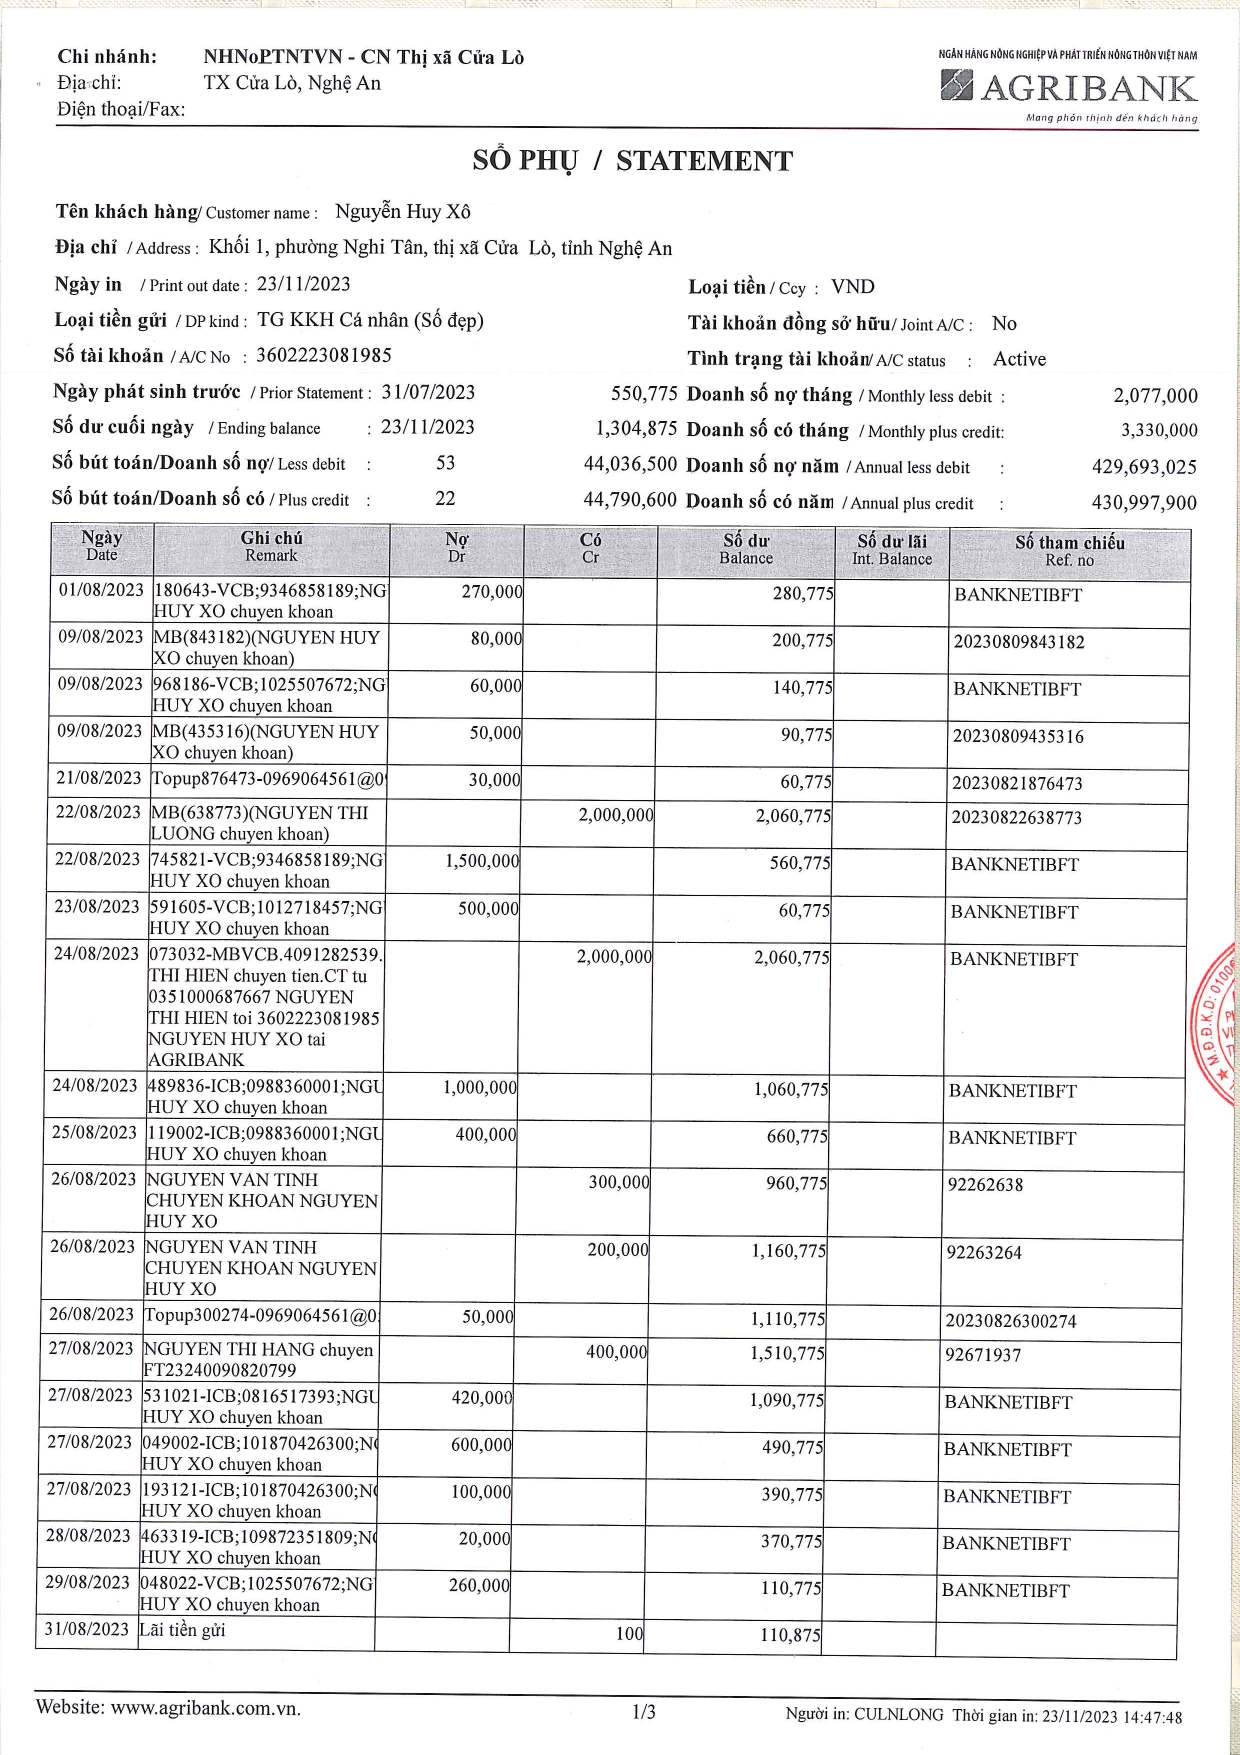 Chi nhánh: NHNoPTNTVN - CN Thị xã Cửa Lò
Địa chỉ: TX Cửa Lò, Nghệ An
Điện thoại/Fax:
NGÂN HÀNG NÔNG NGHIỆP VÀ PHÁT TRIỂN NÔNG THÔN VIỆT NAM
AGRIBANK
Mang phồn thịnh đến khách hàng
SỔ PHỤ / STATEMENT
Tên khách hàng/ Customer name : Nguyễn Huy Xô
Địa chỉ / Address : Khối 1, phường Nghi Tân, thị xã Cửa Lò, tỉnh Nghệ An
Ngày in / Print out date : 23/11/2023 Loại tiền / Ccy : VND
Loại tiền gửi / DP kind : TG KKH Cá nhân (Số đẹp) Tài khoản đồng sở hữu/ Joint A/C : No
Số tài khoản / A/C No : 3602223081985 Tình trạng tài khoản/ A/C status : Active
Ngày phát sinh trước / Prior Statement : 31/07/2023 550,775 Doanh số nợ tháng / Monthly less debit : 2,077,000
Số dư cuối ngày / Ending balance : 23/11/2023 1,304,875 Doanh số có tháng / Monthly plus credit: 3,330,000
Số bút toán/Doanh số nợ/ Less debit : 53 44,036,500 Doanh số nợ năm / Annual less debit : 429,693,025
Số bút toán/Doanh số có / Plus credit : 22 44,790,600 Doanh số có năm / Annual plus credit : 430,997,900
Ngày Ghi chú Nợ Có Số dư Số dư lãi Số tham chiếu
Date Remark Dr Cr Balance Int. Balance Ref. no
01/08/2023 180643-VCB;9346858189;NG 270,000 280,775 BANKNETIBFT
HUY XO chuyen khoan
09/08/2023 MB(843182)(NGUYEN HUY 80,000 200,775 20230809843182
XO chuyen khoan)
09/08/2023 968186-VCB;1025507672;NG 60,000 140,775 BANKNETIBFT
HUY XO chuyen khoan
09/08/2023 MB(435316)(NGUYEN HUY 50,000 90,775 20230809435316
XO chuyen khoan)
21/08/2023 Topup876473-0969064561@0 30,000 60,775 20230821876473
22/08/2023 MB(638773)(NGUYEN THI 2,000,000 2,060,775 20230822638773
LUONG chuyen khoan)
22/08/2023 745821-VCB;9346858189;NG 1,500,000 560,775 BANKNETIBFT
HUY XO chuyen khoan
23/08/2023 591605-VCB;1012718457;NG 500,000 60,775 BANKNETIBFT
HUY XO chuyen khoan
24/08/2023 073032-MBVCB.4091282539. 2,000,000 2,060,775 BANKNETIBFT
THI HIEN chuyen tien.CT tu
0351000687667 NGUYEN
THI HIEN toi 3602223081985
NGUYEN HUY XO tai
AGRIBANK
24/08/2023 489836-ICB;0988360001;NGU 1,000,000 1,060,775 BANKNETIBFT
HUY XO chuyen khoan
25/08/2023 119002-ICB;0988360001;NGU 400,000 660,775 BANKNETIBFT
HUY XO chuyen khoan
26/08/2023 NGUYEN VAN TINH 300,000 960,775 92262638
CHUYEN KHOAN NGUYEN
HUY XO
26/08/2023 NGUYEN VAN TINH 200,000 1,160,775 92263264
CHUYEN KHOAN NGUYEN
HUY XO
26/08/2023 Topup300274-0969064561@0 50,000 1,110,775 20230826300274
27/08/2023 NGUYEN THI HANG chuyen 400,000 1,510,775 92671937
FT23240090820799
27/08/2023 531021-ICB;0816517393;NGU 420,000 1,090,775 BANKNETIBFT
HUY XO chuyen khoan
27/08/2023 049002-ICB;101870426300;NG 600,000 490,775 BANKNETIBFT
HUY XO chuyen khoan
27/08/2023 193121-ICB;101870426300;NG 100,000 390,775 BANKNETIBFT
HUY XO chuyen khoan
28/08/2023 463319-ICB;109872351809;NG 20,000 370,775 BANKNETIBFT
HUY XO chuyen khoan
29/08/2023 048022-VCB;1025507672;NG 260,000 110,775 BANKNETIBFT
HUY XO chuyen khoan
31/08/2023 Lãi tiền gửi 100 110,875
M.Đ.Đ.K.D: 0100
Website: www.agribank.com.vn. 1/3 Người in: CULNLONG Thời gian in: 23/11/2023 14:47:48